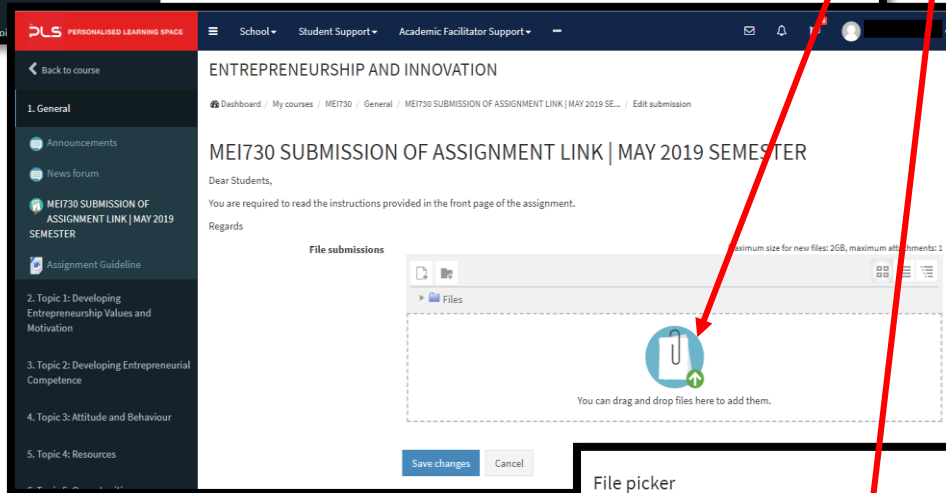 PLS PERSONALISED LEARNING SPACE
School Student Support Academic Facilitator Support
Back to course
ENTREPRENEURSHIP AND INNOVATION
1. General
Dashboard / My courses / MEI730 / General / MEI730 SUBMISSION OF ASSIGNMENT LINK | MAY 2019 SE... / Edit submission
Announcements
News forum
MEI730 SUBMISSION OF
ASSIGNMENT LINK | MAY 2019
SEMESTER
Assignment Guideline
2. Topic 1: Developing
Entrepreneurship Values and
Motivation
3. Topic 2: Developing Entrepreneurial
Competence
4. Topic 3: Attitude and Behaviour
5. Topic 4: Resources
MEI730 SUBMISSION OF ASSIGNMENT LINK | MAY 2019 SEMESTER
Dear Students,
You are required to read the instructions provided in the front page of the assignment.
Regards
File submissions
Maximum size for new files: 2GB, maximum attachments: 1
Files
You can drag and drop files here to add them.
Save changes
Cancel
File picker